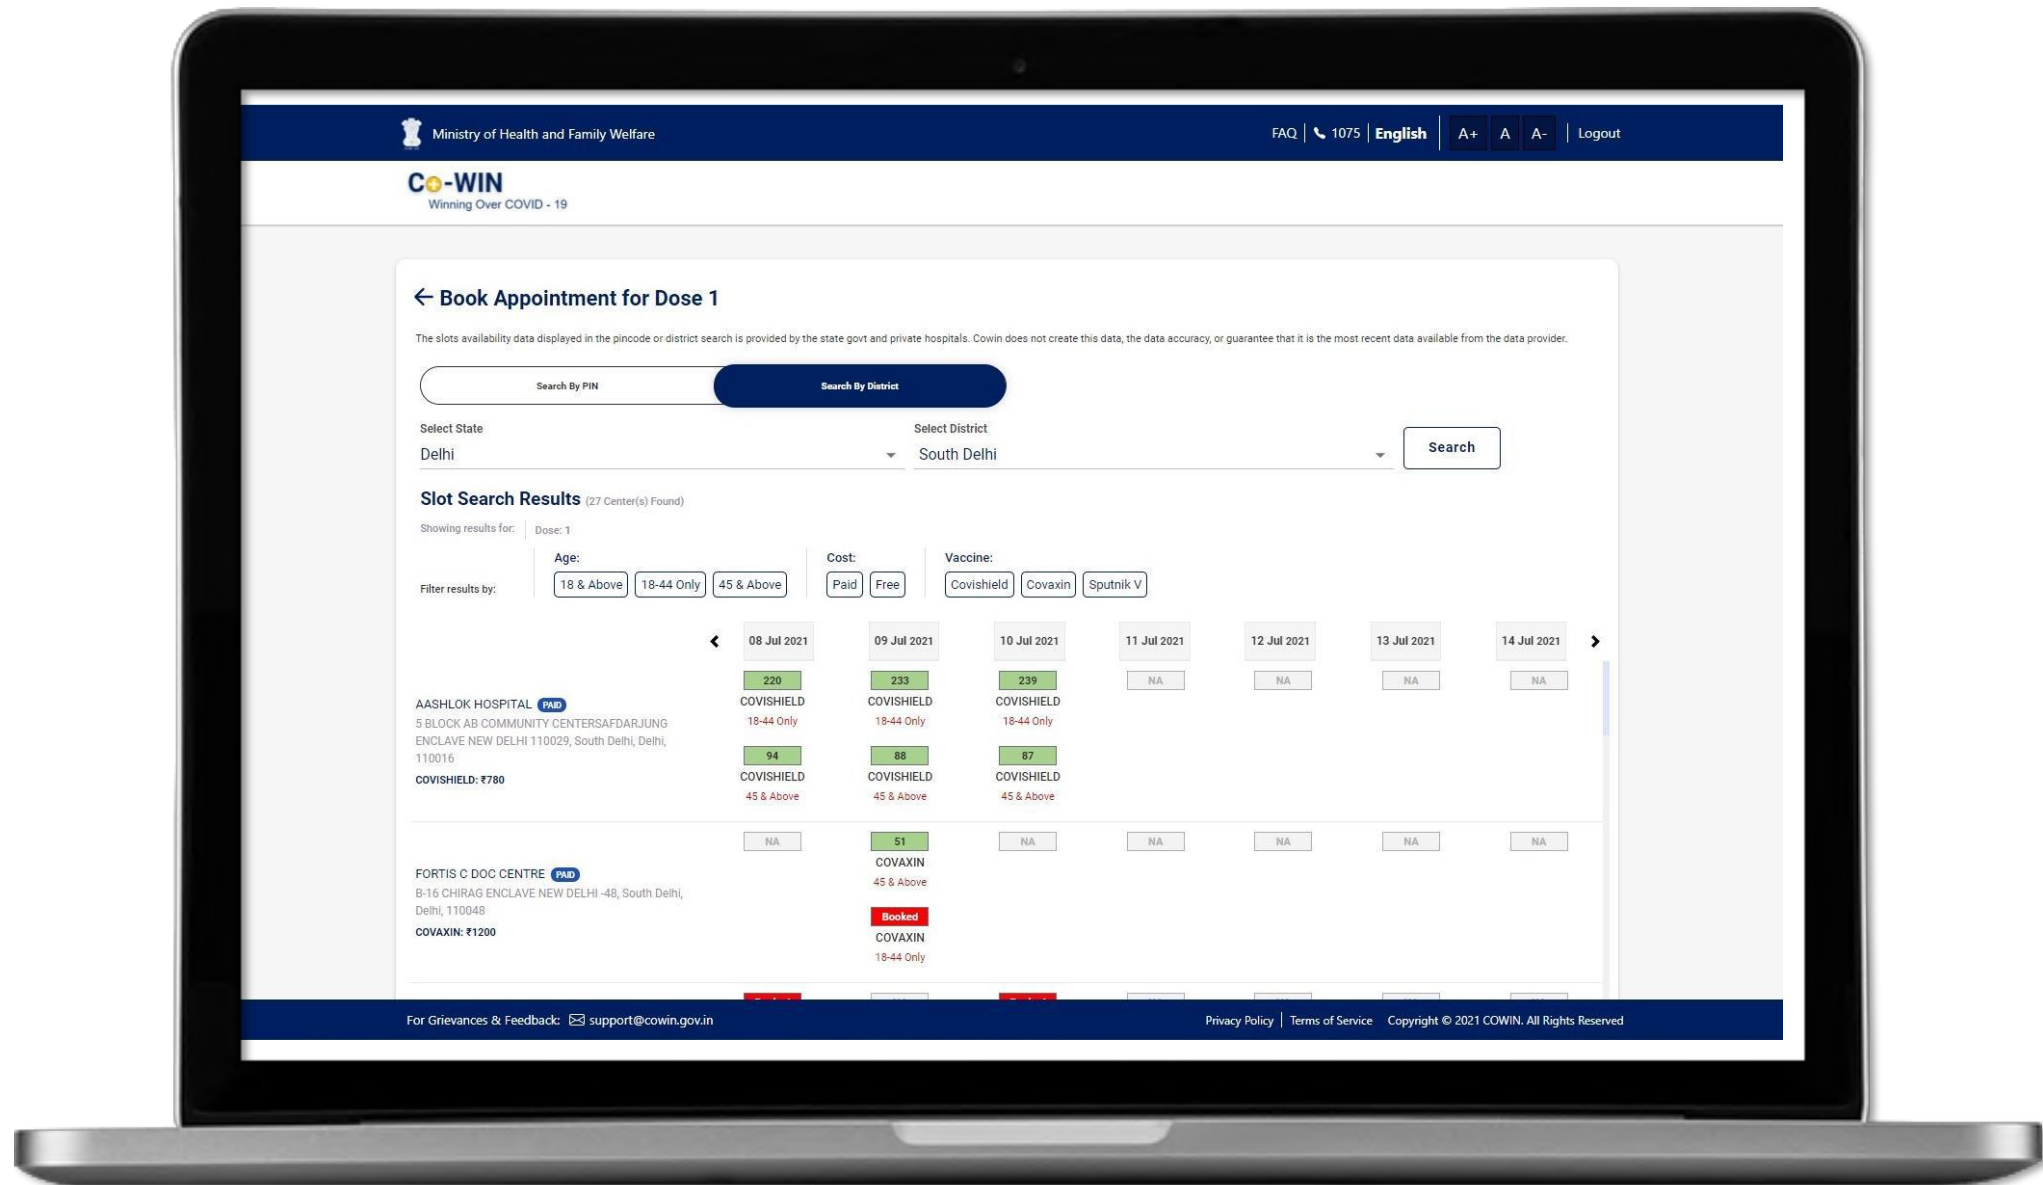 Ministry of Health and Family Welfare
FAQ | 1075 | English | A+ A A- | Logout
Co-WIN
Winning Over COVID - 19
Book Appointment for Dose 1
The slots availability data displayed in the pincode or district search is provided by the state govt and private hospitals. Cowin does not create this data, the data accuracy, or guarantee that it is the most recent data available from the data provider.
Search By PIN Search By District
Select State Select District
Delhi South Delhi Search
Slot Search Results (27 Center(s) Found)
Showing results for: Dose: 1
Age: Cost: Vaccine:
Filter results by: 18 & Above 18-44 Only 45 & Above Paid Free Covishield Covaxin Sputnik V
08 Jul 2021 09 Jul 2021 10 Jul 2021 11 Jul 2021 12 Jul 2021 13 Jul 2021 14 Jul 2021
AASHLOK HOSPITAL PAID
5 BLOCK AB COMMUNITY CENTERSAFDARJUNG
ENCLAVE NEW DELHI 110029, South Delhi, Delhi,
110016
COVISHIELD: ₹780
220 233 239 NA NA NA NA
COVISHIELD COVISHIELD COVISHIELD
18-44 Only 18-44 Only 18-44 Only
94 88 87
COVISHIELD COVISHIELD COVISHIELD
45 & Above 45 & Above 45 & Above
FORTIS C DOC CENTRE PAID
B-16 CHIRAG ENCLAVE NEW DELHI -48, South Delhi,
Delhi, 110048
COVAXIN: ₹1200
NA 51 NA NA NA NA NA
COVAXIN
45 & Above
Booked
COVAXIN
18-44 Only
For Grievances & Feedback: support@cowin.gov.in
Privacy Policy | Terms of Service Copyright © 2021 COWIN. All Rights Reserved